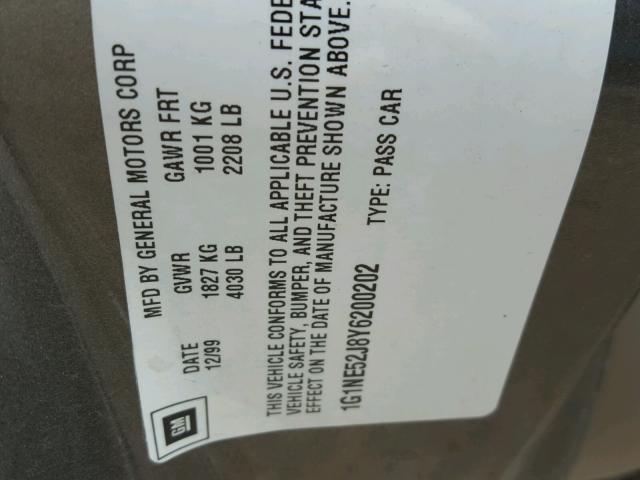 MFD BY GENERAL MOTORS CORP
DATE GVWR GAWR FRT
12/99 1827 KG 1001 KG
4030 LB 2208 LB
THIS VEHICLE CONFORMS TO ALL APPLICABLE U.S. FEDE
VEHICLE SAFETY, BUMPER, AND THEFT PREVENTION STA
EFFECT ON THE DATE OF MANUFACTURE SHOWN ABOVE.
1G1NE52J8Y6200202 TYPE: PASS CAR
GM